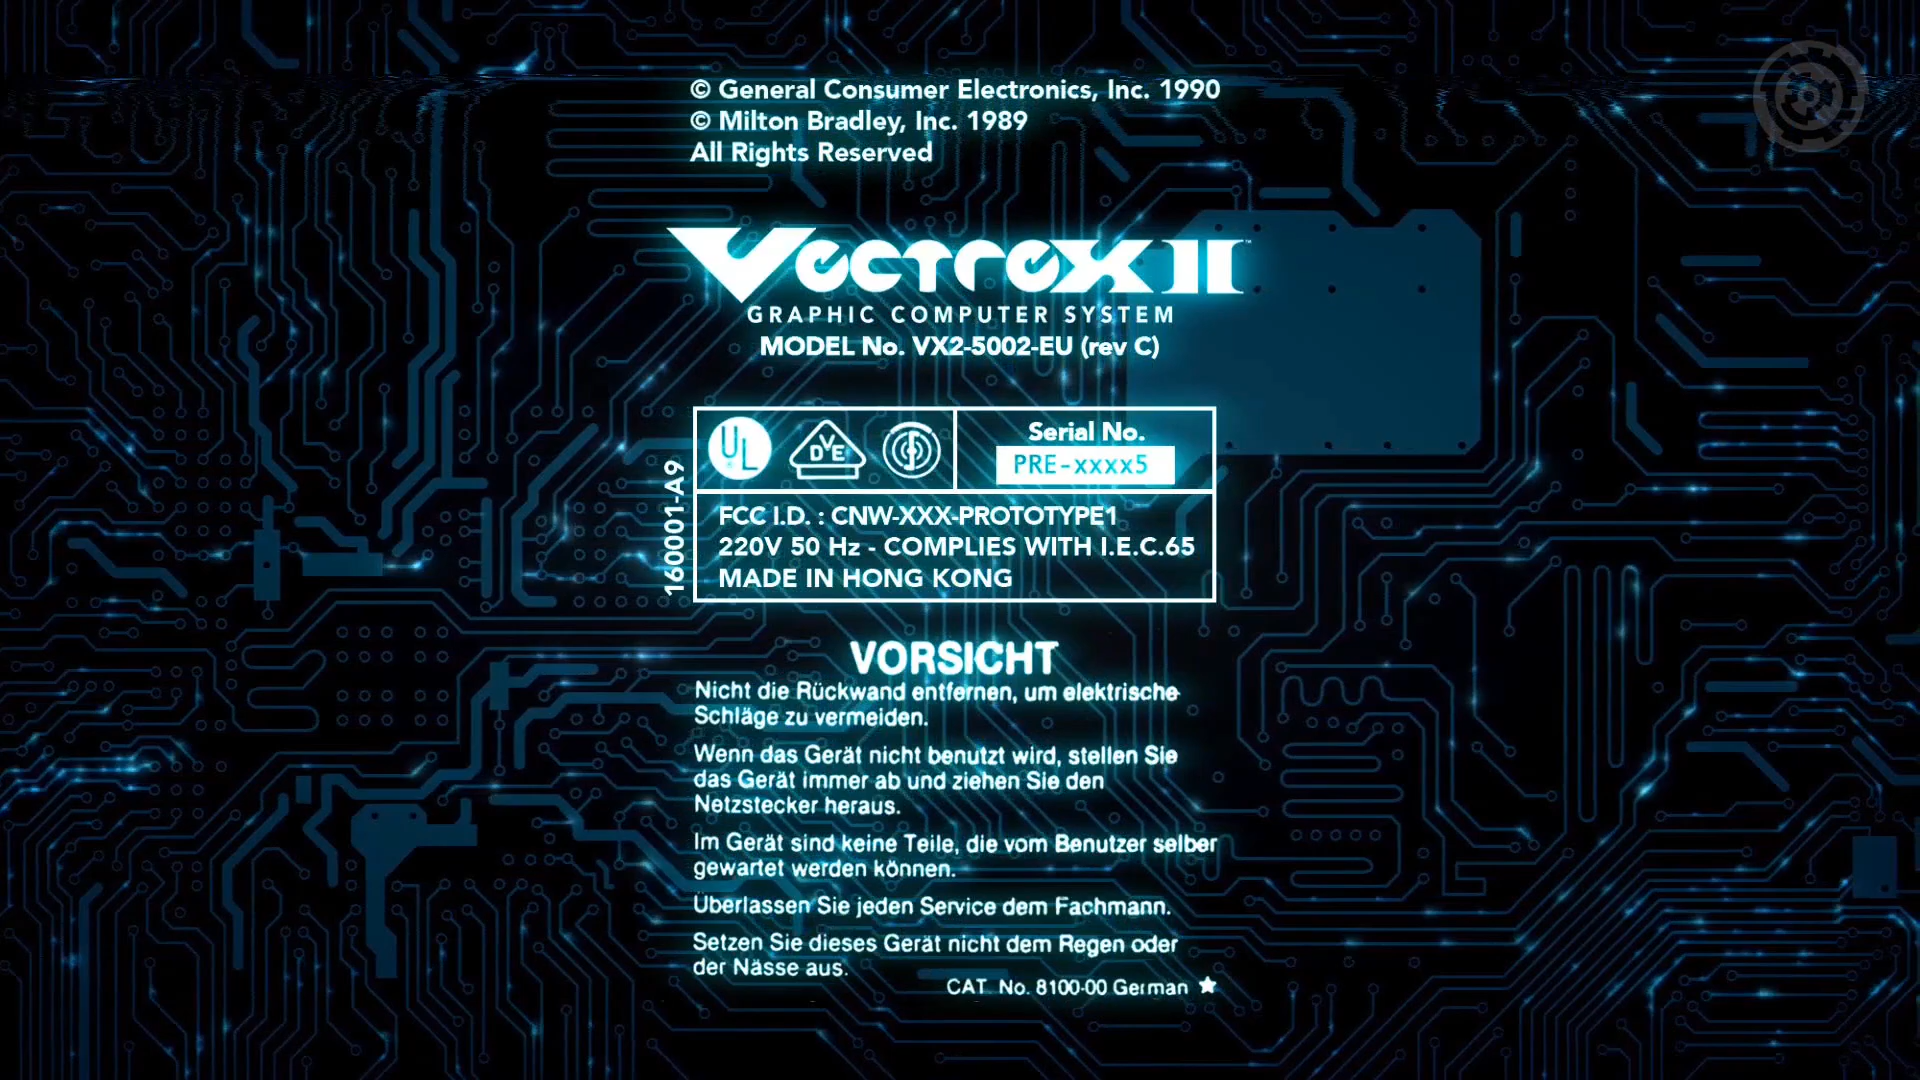 © General Consumer Electronics, Inc. 1990
© Milton Bradley, Inc. 1989
All Rights Reserved
Vectrex II™
GRAPHIC COMPUTER SYSTEM
MODEL No. VX2-5002-EU (rev C)
UL
DVE
Serial No.
PRE-xxxx5
160001-A9
FCC I.D. : CNW-XXX-PROTOTYPE1
220V 50 Hz - COMPLIES WITH I.E.C.65
MADE IN HONG KONG
VORSICHT
Nicht die Rückwand entfernen, um elektrische
Schläge zu vermeiden.
Wenn das Gerät nicht benutzt wird, stellen Sie
das Gerät immer ab und ziehen Sie den
Netzstecker heraus.
Im Gerät sind keine Teile, die vom Benutzer selber
gewartet werden können.
Überlassen Sie jeden Service dem Fachmann.
Setzen Sie dieses Gerät nicht dem Regen oder
der Nässe aus.
CAT. No. 8100-00 German ★